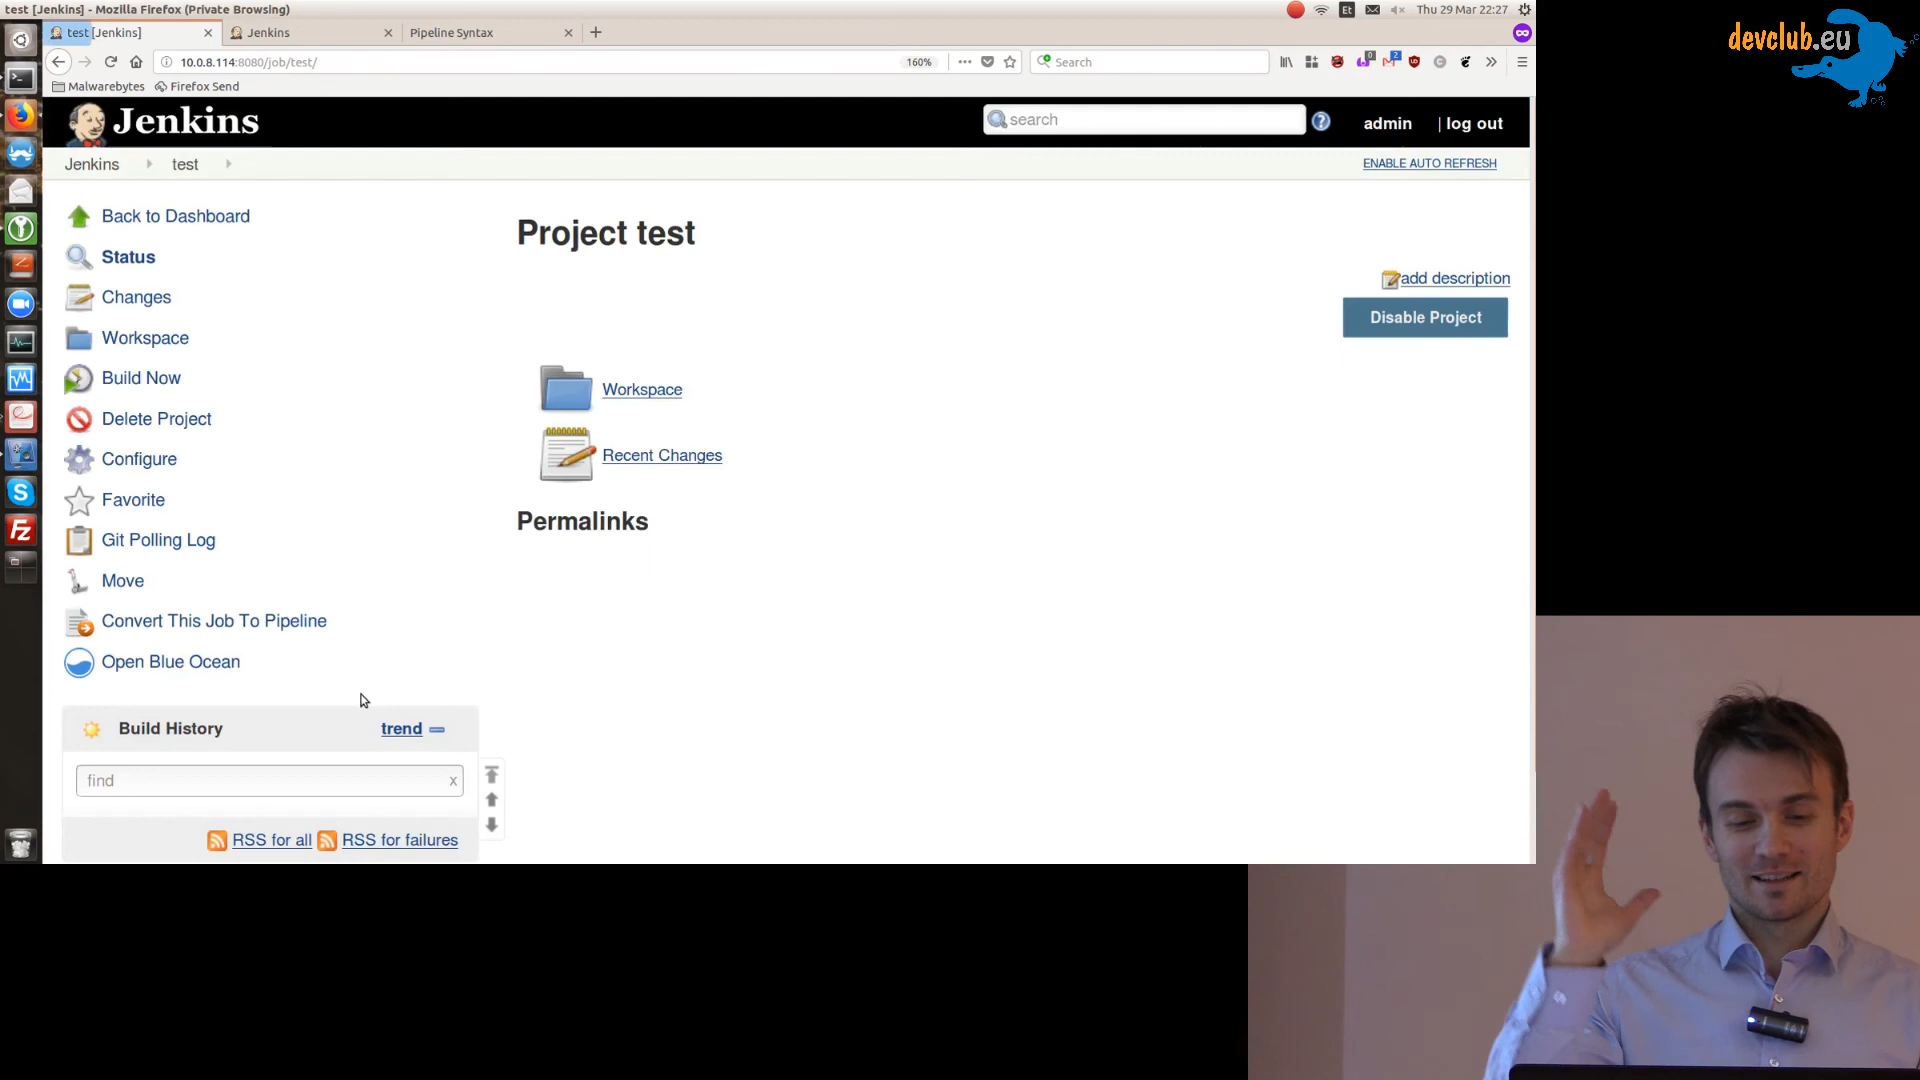 test [Jenkins] - Mozilla Firefox (Private Browsing)
Et
Thu 29 Mar 22:27
test [Jenkins]
Jenkins
Pipeline Syntax
10.0.8.114:8080/job/test/
160%
Search
0
2
Malwarebytes
Firefox Send
devclub.eu
Jenkins
search
admin
| log out
Jenkins
test
ENABLE AUTO REFRESH
Back to Dashboard
Status
Changes
Workspace
Build Now
Delete Project
Configure
Favorite
Git Polling Log
Move
Convert This Job To Pipeline
Open Blue Ocean
Project test
add description
Disable Project
Workspace
Recent Changes
Permalinks
Build History
trend
find
x
RSS for all
RSS for failures